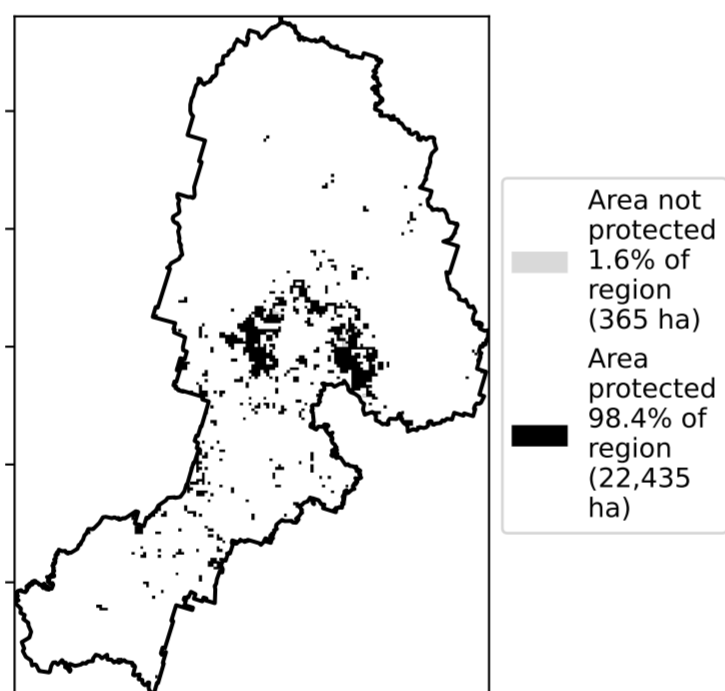 Area not
protected
1.6% of
region
(365 ha)
Area
protected
98.4% of
region
(22,435
ha)